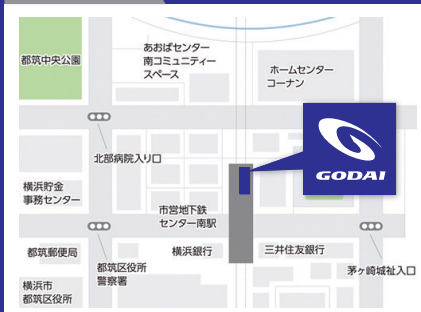 都筑中央公園
あおばセンター
南コミュニティー
スペース
ホームセンター
コーナン
GODAI
北部病院入り口
横浜貯金
事務センター
市営地下鉄
センター南駅
都筑郵便局
横浜銀行
三井住友銀行
都筑区役所
警察署
茅ヶ崎城祉入口
横浜市
都筑区役所